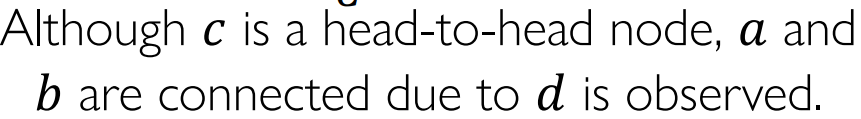 Although c is a head-to-head node, a and
b are connected due to d is observed.